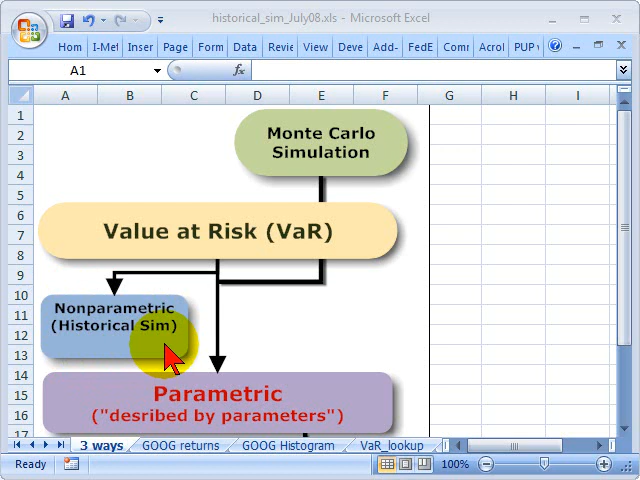 historical_sim_July08.xls - Microsoft Excel
Hom I-Met Inser Page Form Data Revie View Deve Add- FedE Comr Acrol PUP v
A1 fx
A B C D E F G H I
1
2
3
4
5
6
7
8
9
10
11
12
13
14
15
16
17
Monte Carlo
Simulation
Value at Risk (VaR)
Nonparametric
(Historical Sim)
Parametric
("desribed by parameters")
3 ways GOOG returns GOOG Histogram VaR_lookup
Ready 100%